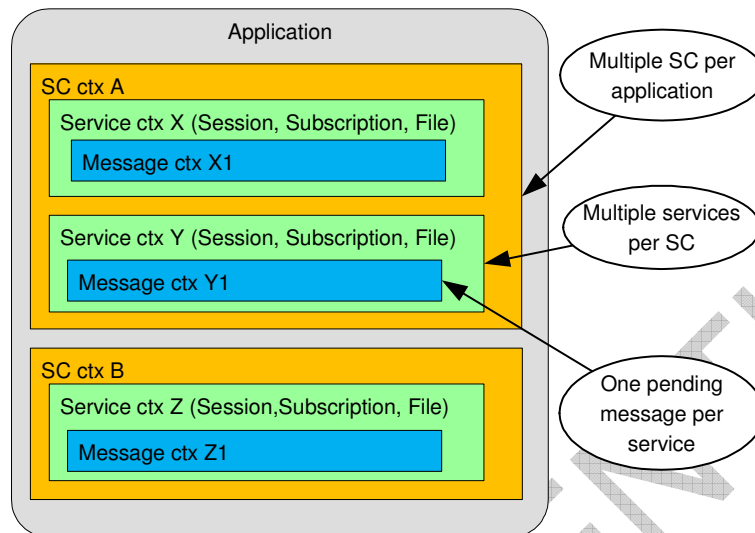 Application
SC ctx A
Service ctx X (Session, Subscription, File)
Message ctx X1
Service ctx Y (Session, Subscription, File)
Message ctx Y1
SC ctx B
Service ctx Z (Session,Subscription, File)
Message ctx Z1
Multiple SC per
application
Multiple services
per SC
One pending
message per
service